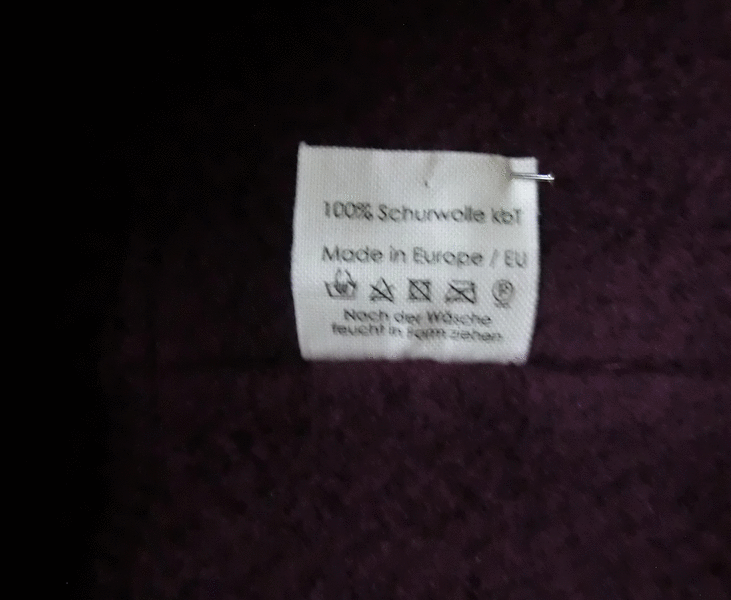 100% Schurwolle kbT
Made in Europe / EU
Nach der Wäsche
feucht in Form ziehen